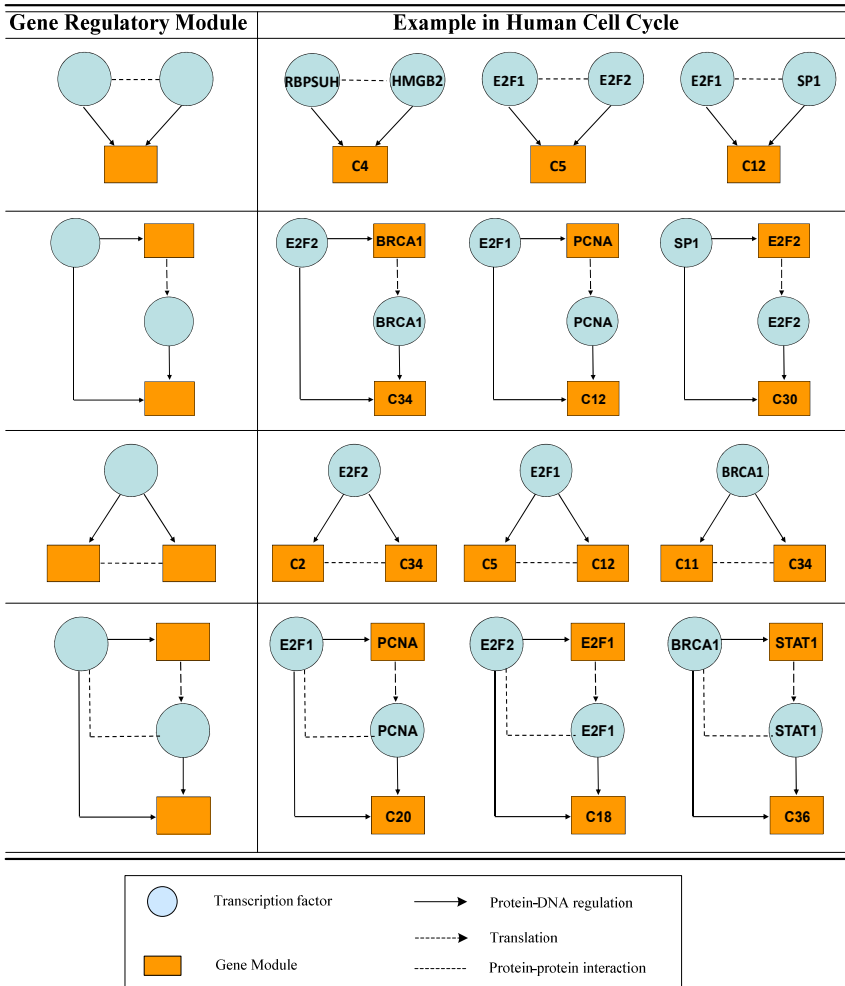 Gene Regulatory Module Example in Human Cell Cycle
RBPSUH HMGB2 E2F1 E2F2 E2F1 SP1
C4 C5 C12
E2F2 BRCA1 E2F1 PCNA SP1 E2F2
BRCA1 PCNA E2F2
C34 C12 C30
E2F2 E2F1 BRCA1
C2 C34 C5 C12 C11 C34
E2F1 PCNA E2F2 E2F1 BRCA1 STAT1
PCNA E2F1 STAT1
C20 C18 C36
Transcription factor Protein-DNA regulation
Translation
Gene Module Protein-protein interaction